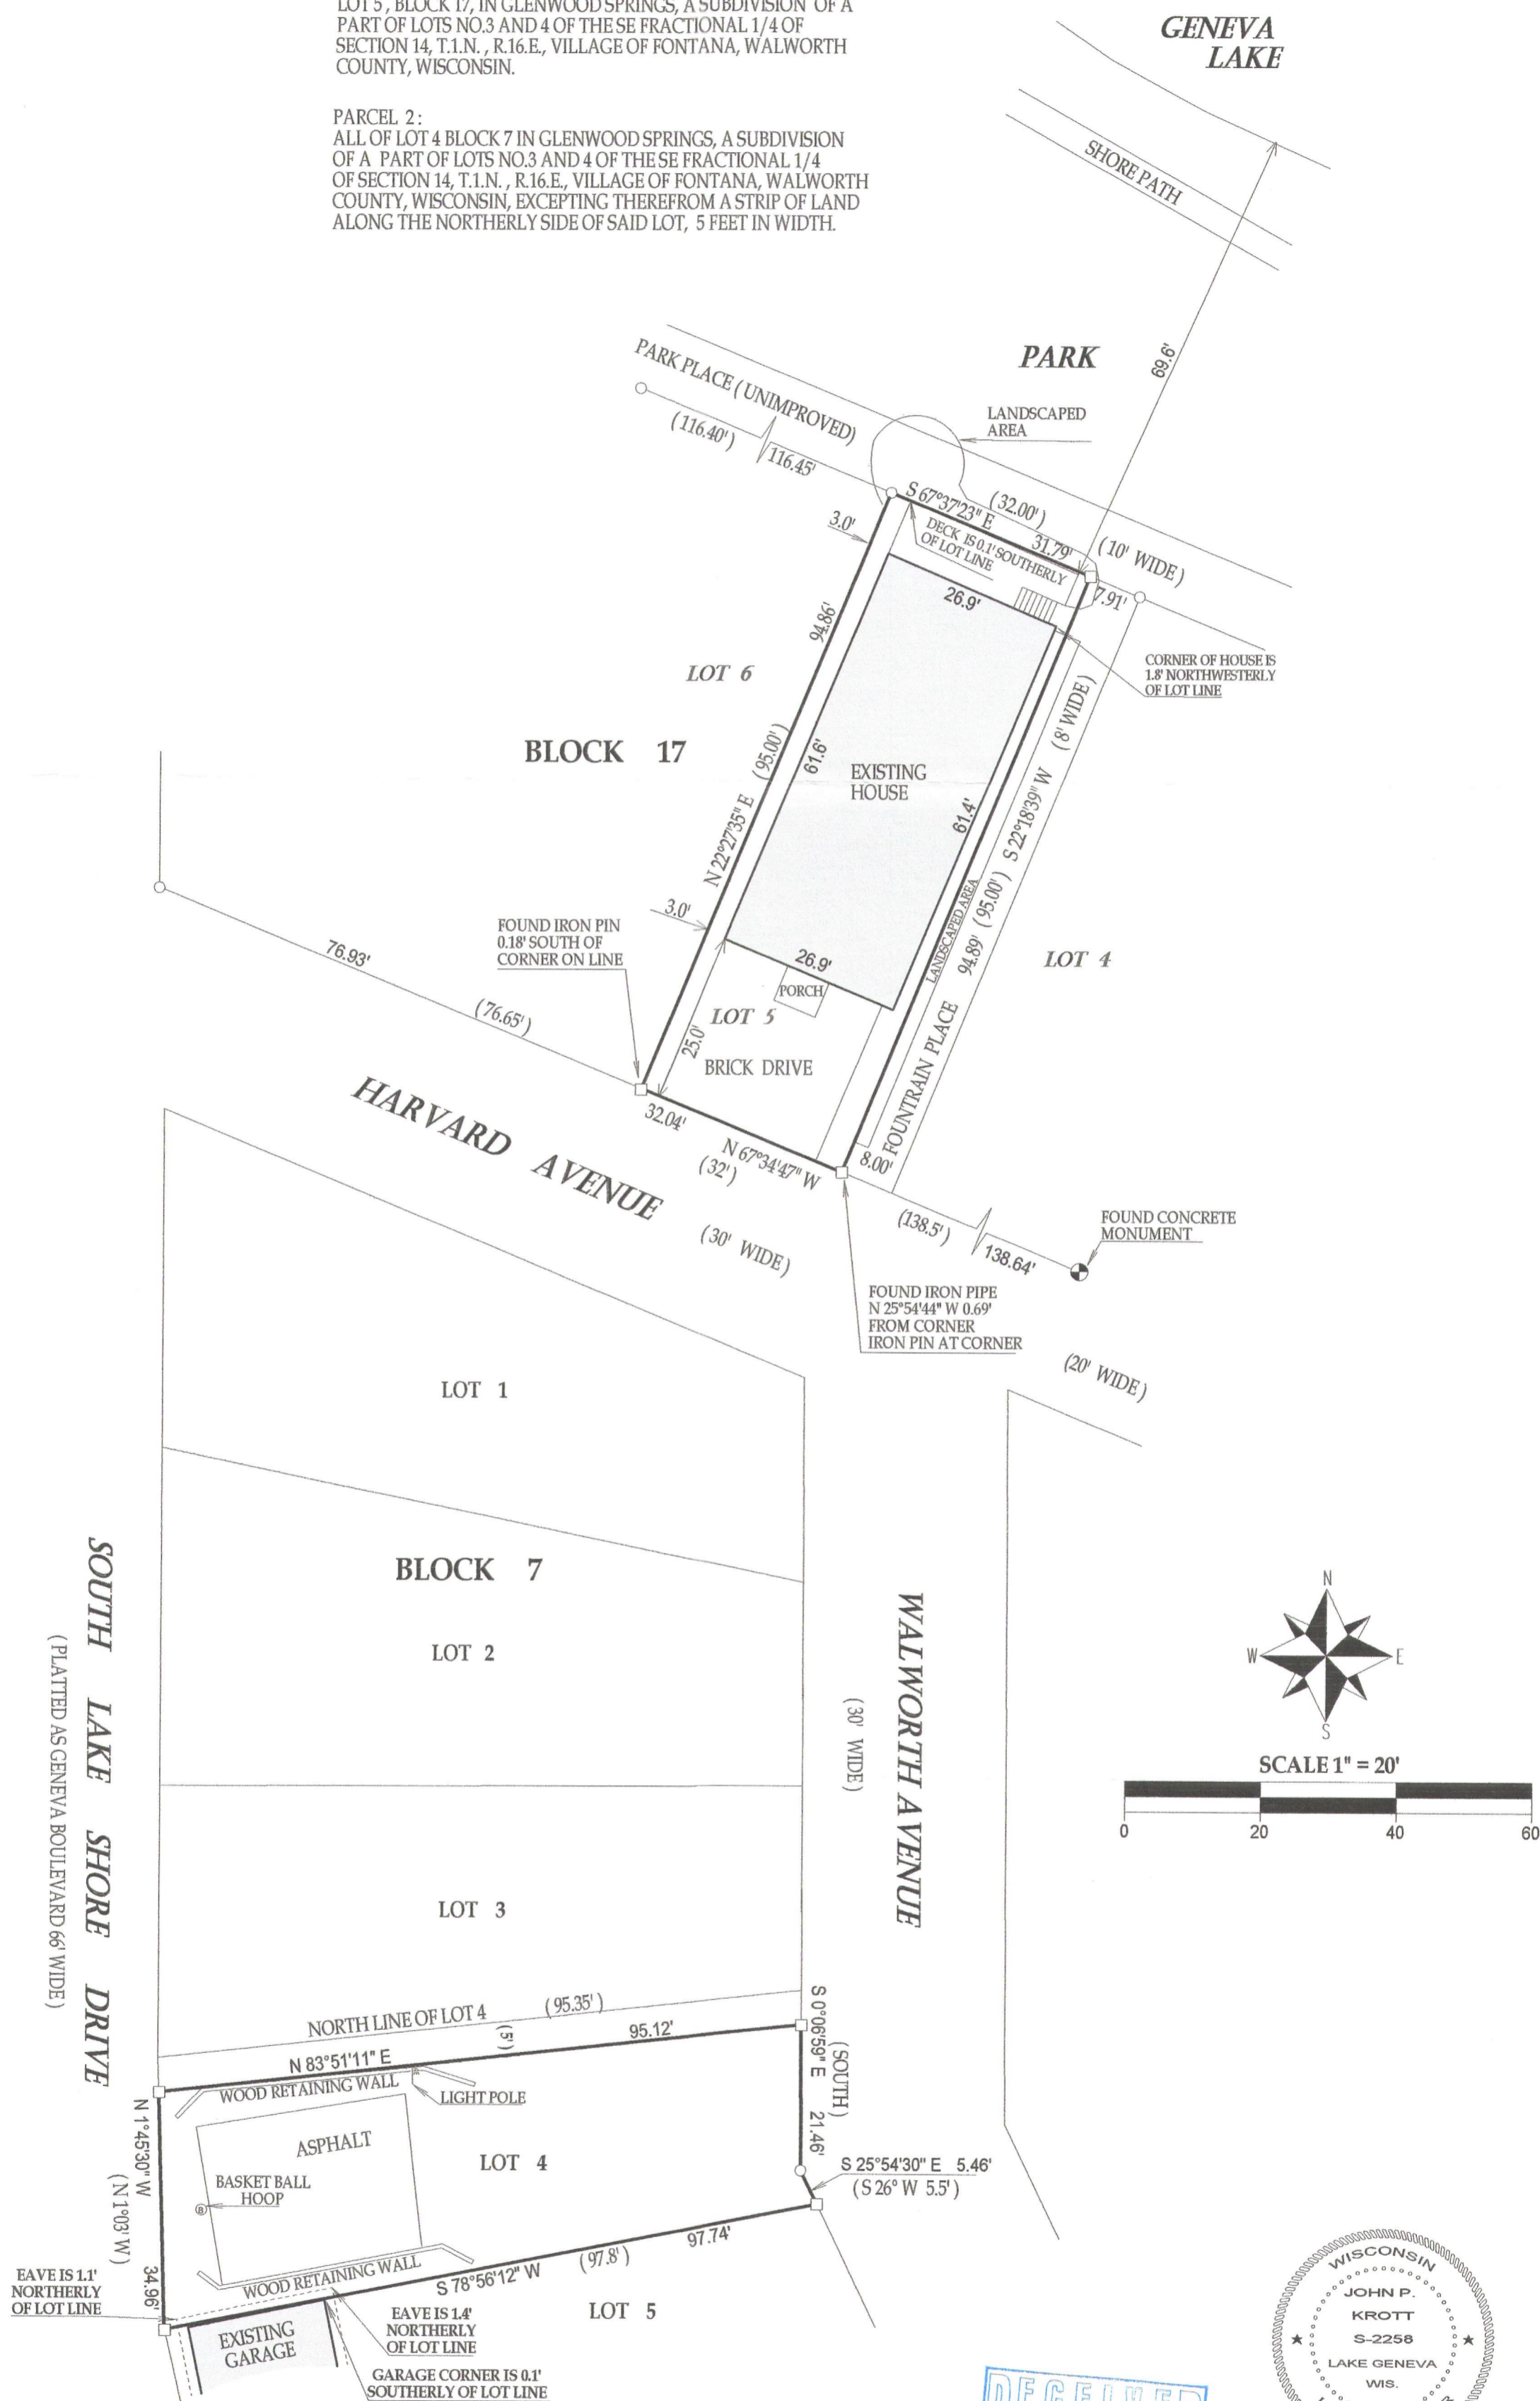 LOT 5, BLOCK 17, IN GLENWOOD SPRINGS, A SUBDIVISION OF A
PART OF LOTS NO.3 AND 4 OF THE SE FRACTIONAL 1/4 OF
SECTION 14, T.1.N. , R.16.E., VILLAGE OF FONTANA, WALWORTH
COUNTY, WISCONSIN.
PARCEL 2:
ALL OF LOT 4 BLOCK 7 IN GLENWOOD SPRINGS, A SUBDIVISION
OF A PART OF LOTS NO.3 AND 4 OF THE SE FRACTIONAL 1/4
OF SECTION 14, T.1.N. , R.16.E., VILLAGE OF FONTANA, WALWORTH
COUNTY, WISCONSIN, EXCEPTING THEREFROM A STRIP OF LAND
ALONG THE NORTHERLY SIDE OF SAID LOT, 5 FEET IN WIDTH.
GENEVA
LAKE
SHORE PATH
69.6'
PARK
PARK PLACE (UNIMPROVED)
LANDSCAPED
AREA
(116.40')
116.45'
S 67°37'23" E
(32.00')
31.79'
(10' WIDE)
DECK IS 0.1' SOUTHERLY
OF LOT LINE
3.0'
7.91'
26.9'
CORNER OF HOUSE IS
1.8' NORTHWESTERLY
OF LOT LINE
94.86'
LOT 6
BLOCK 17
N 22°27'35" E (95.00')
61.6'
EXISTING
HOUSE
61.4'
FOUNTRAIN PLACE 94.89' (95.00') S 22°18'39" W (8' WIDE)
LANDSCAPED AREA
LOT 4
3.0'
FOUND IRON PIN
0.18' SOUTH OF
CORNER ON LINE
26.9'
PORCH
LOT 5
25.0'
BRICK DRIVE
76.93'
(76.65')
32.04'
N 67°34'47" W
(32')
8.00'
HARVARD AVENUE
(30' WIDE)
(138.5')
138.64'
FOUND CONCRETE
MONUMENT
FOUND IRON PIPE
N 25°54'44" W 0.69'
FROM CORNER
IRON PIN AT CORNER
(20' WIDE)
LOT 1
BLOCK 7
LOT 2
LOT 3
SOUTH LAKE SHORE DRIVE
(PLATTED AS GENEVA BOULEVARD 66' WIDE)
WALWORTH AVENUE
(30' WIDE)
N
W
E
S
SCALE 1" = 20'
0 20 40 60
NORTH LINE OF LOT 4
(95.35')
(5')
95.12'
N 83°51'11" E
S 0°06'59" E 21.46'
(SOUTH)
WOOD RETAINING WALL
LIGHT POLE
ASPHALT
LOT 4
BASKET BALL
HOOP
B
N 1°45'30" W 34.96'
(N 1°03' W)
S 25°54'30" E 5.46'
(S 26° W 5.5')
WOOD RETAINING WALL
S 78°56'12" W
(97.8')
97.74'
LOT 5
EAVE IS 1.1'
NORTHERLY
OF LOT LINE
EXISTING
GARAGE
EAVE IS 1.4'
NORTHERLY
OF LOT LINE
GARAGE CORNER IS 0.1'
SOUTHERLY OF LOT LINE
WISCONSIN
JOHN P.
KROTT
S-2258
LAKE GENEVA
WIS.
RECEIVED